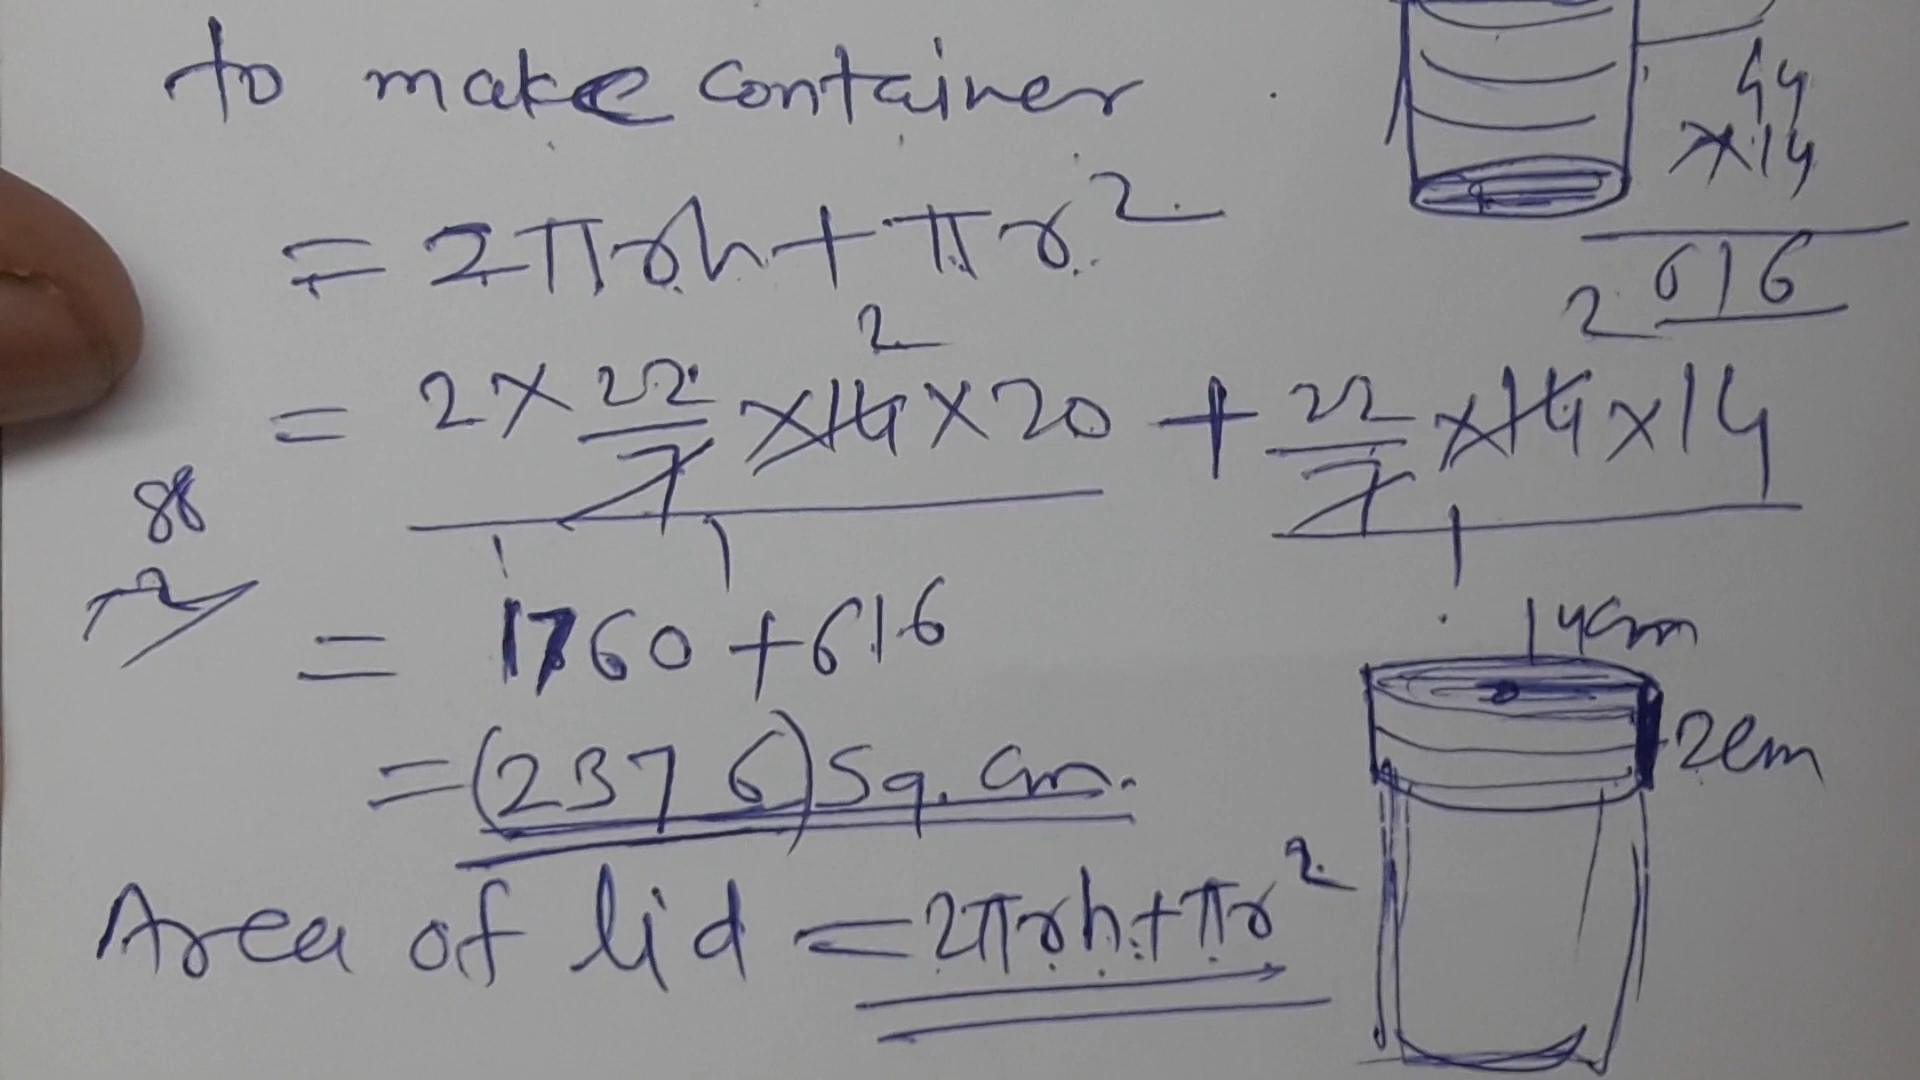 to make container
44
×14
616
= 2πrh + πr²
2 2
= 2 × 22/7 × 14 × 20 + 22/7 × 14 × 14
88
2
= 1760 + 616
14cm
2cm
= (2376) Sq. cm.
Area of lid = 2πrh + πr²